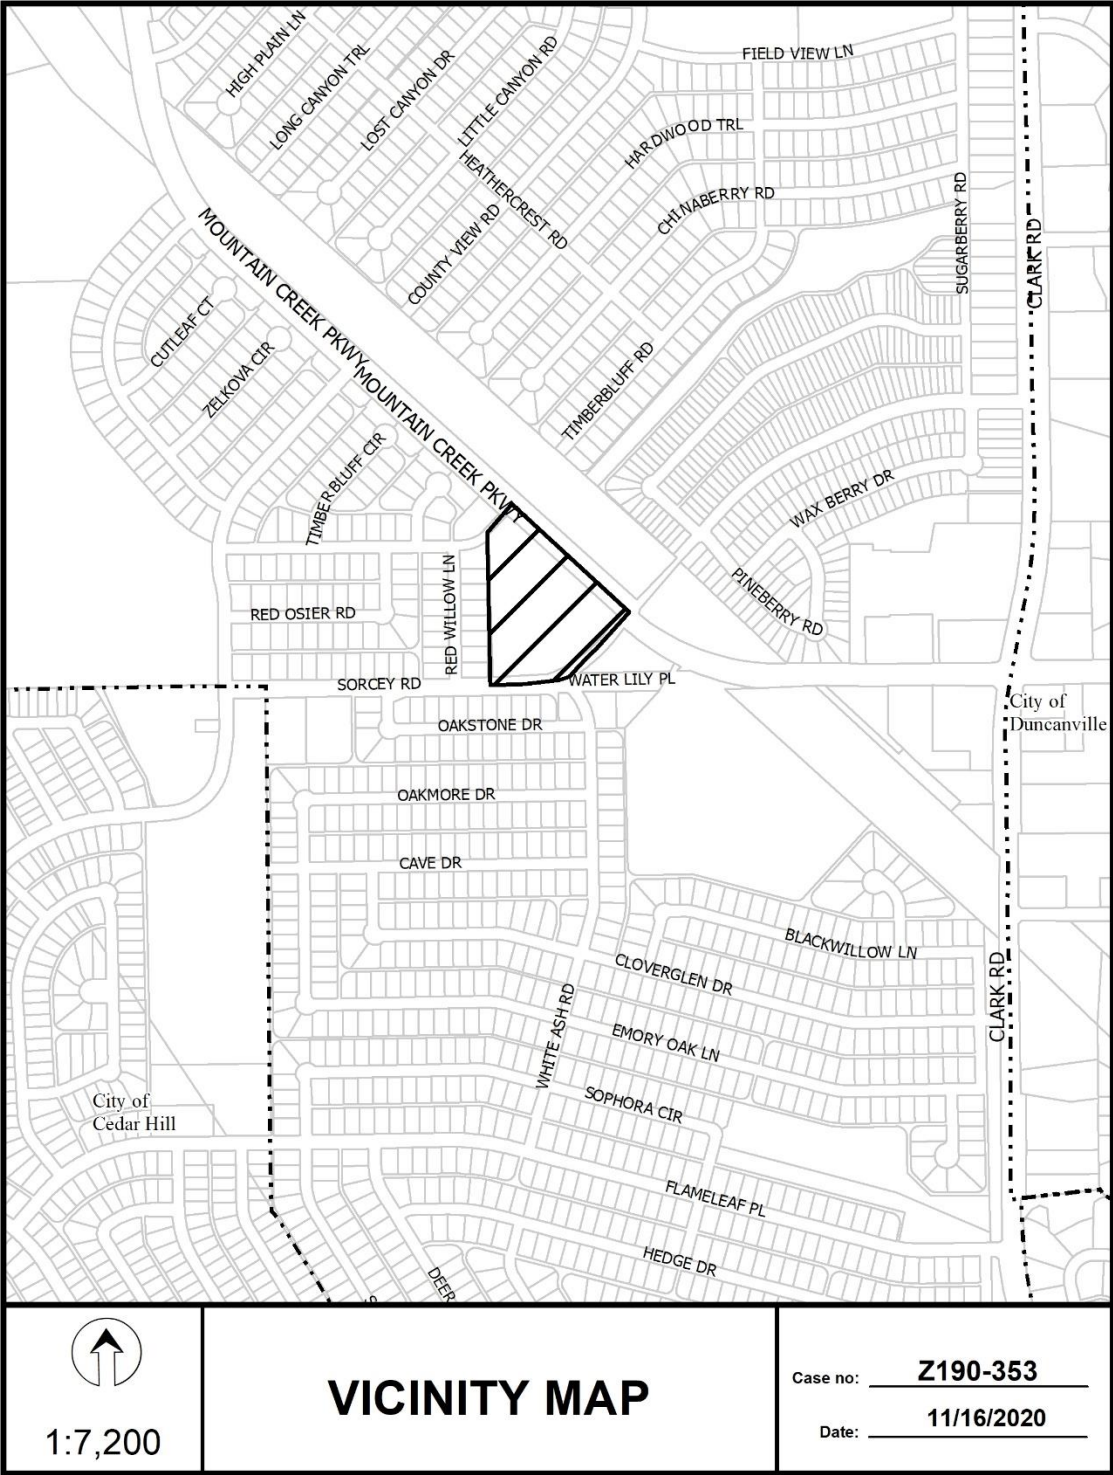 HIGH PLAIN LN
LONG CANYON TRL
LOST CANYON DR
LITTLE CANYON RD
FIELD VIEW LN
HARDWOOD TRL
HEATHERCREST RD
CHINABERRY RD
COUNTY VIEW RD
SUGARBERRY RD
CLARK RD
MOUNTAIN CREEK PKWY
CUTLEAF CT
ZELKOVA CIR
MOUNTAIN CREEK PKWY
TIMBERBLUFF RD
TIMBERBLUFF CIR
WAX BERRY DR
PINEBERRY RD
RED OSIER RD
RED WILLOW LN
SORCEY RD
WATER LILY PL
City of
Duncanville
OAKSTONE DR
OAKMORE DR
CAVE DR
BLACKWILLOW LN
CLOVERGLEN DR
CLARK RD
WHITE ASH RD
EMORY OAK LN
SOPHORA CIR
City of
Cedar Hill
FLAMELEAF PL
HEDGE DR
DEER
S
1:7,200
VICINITY MAP
Case no: Z190-353
Date: 11/16/2020